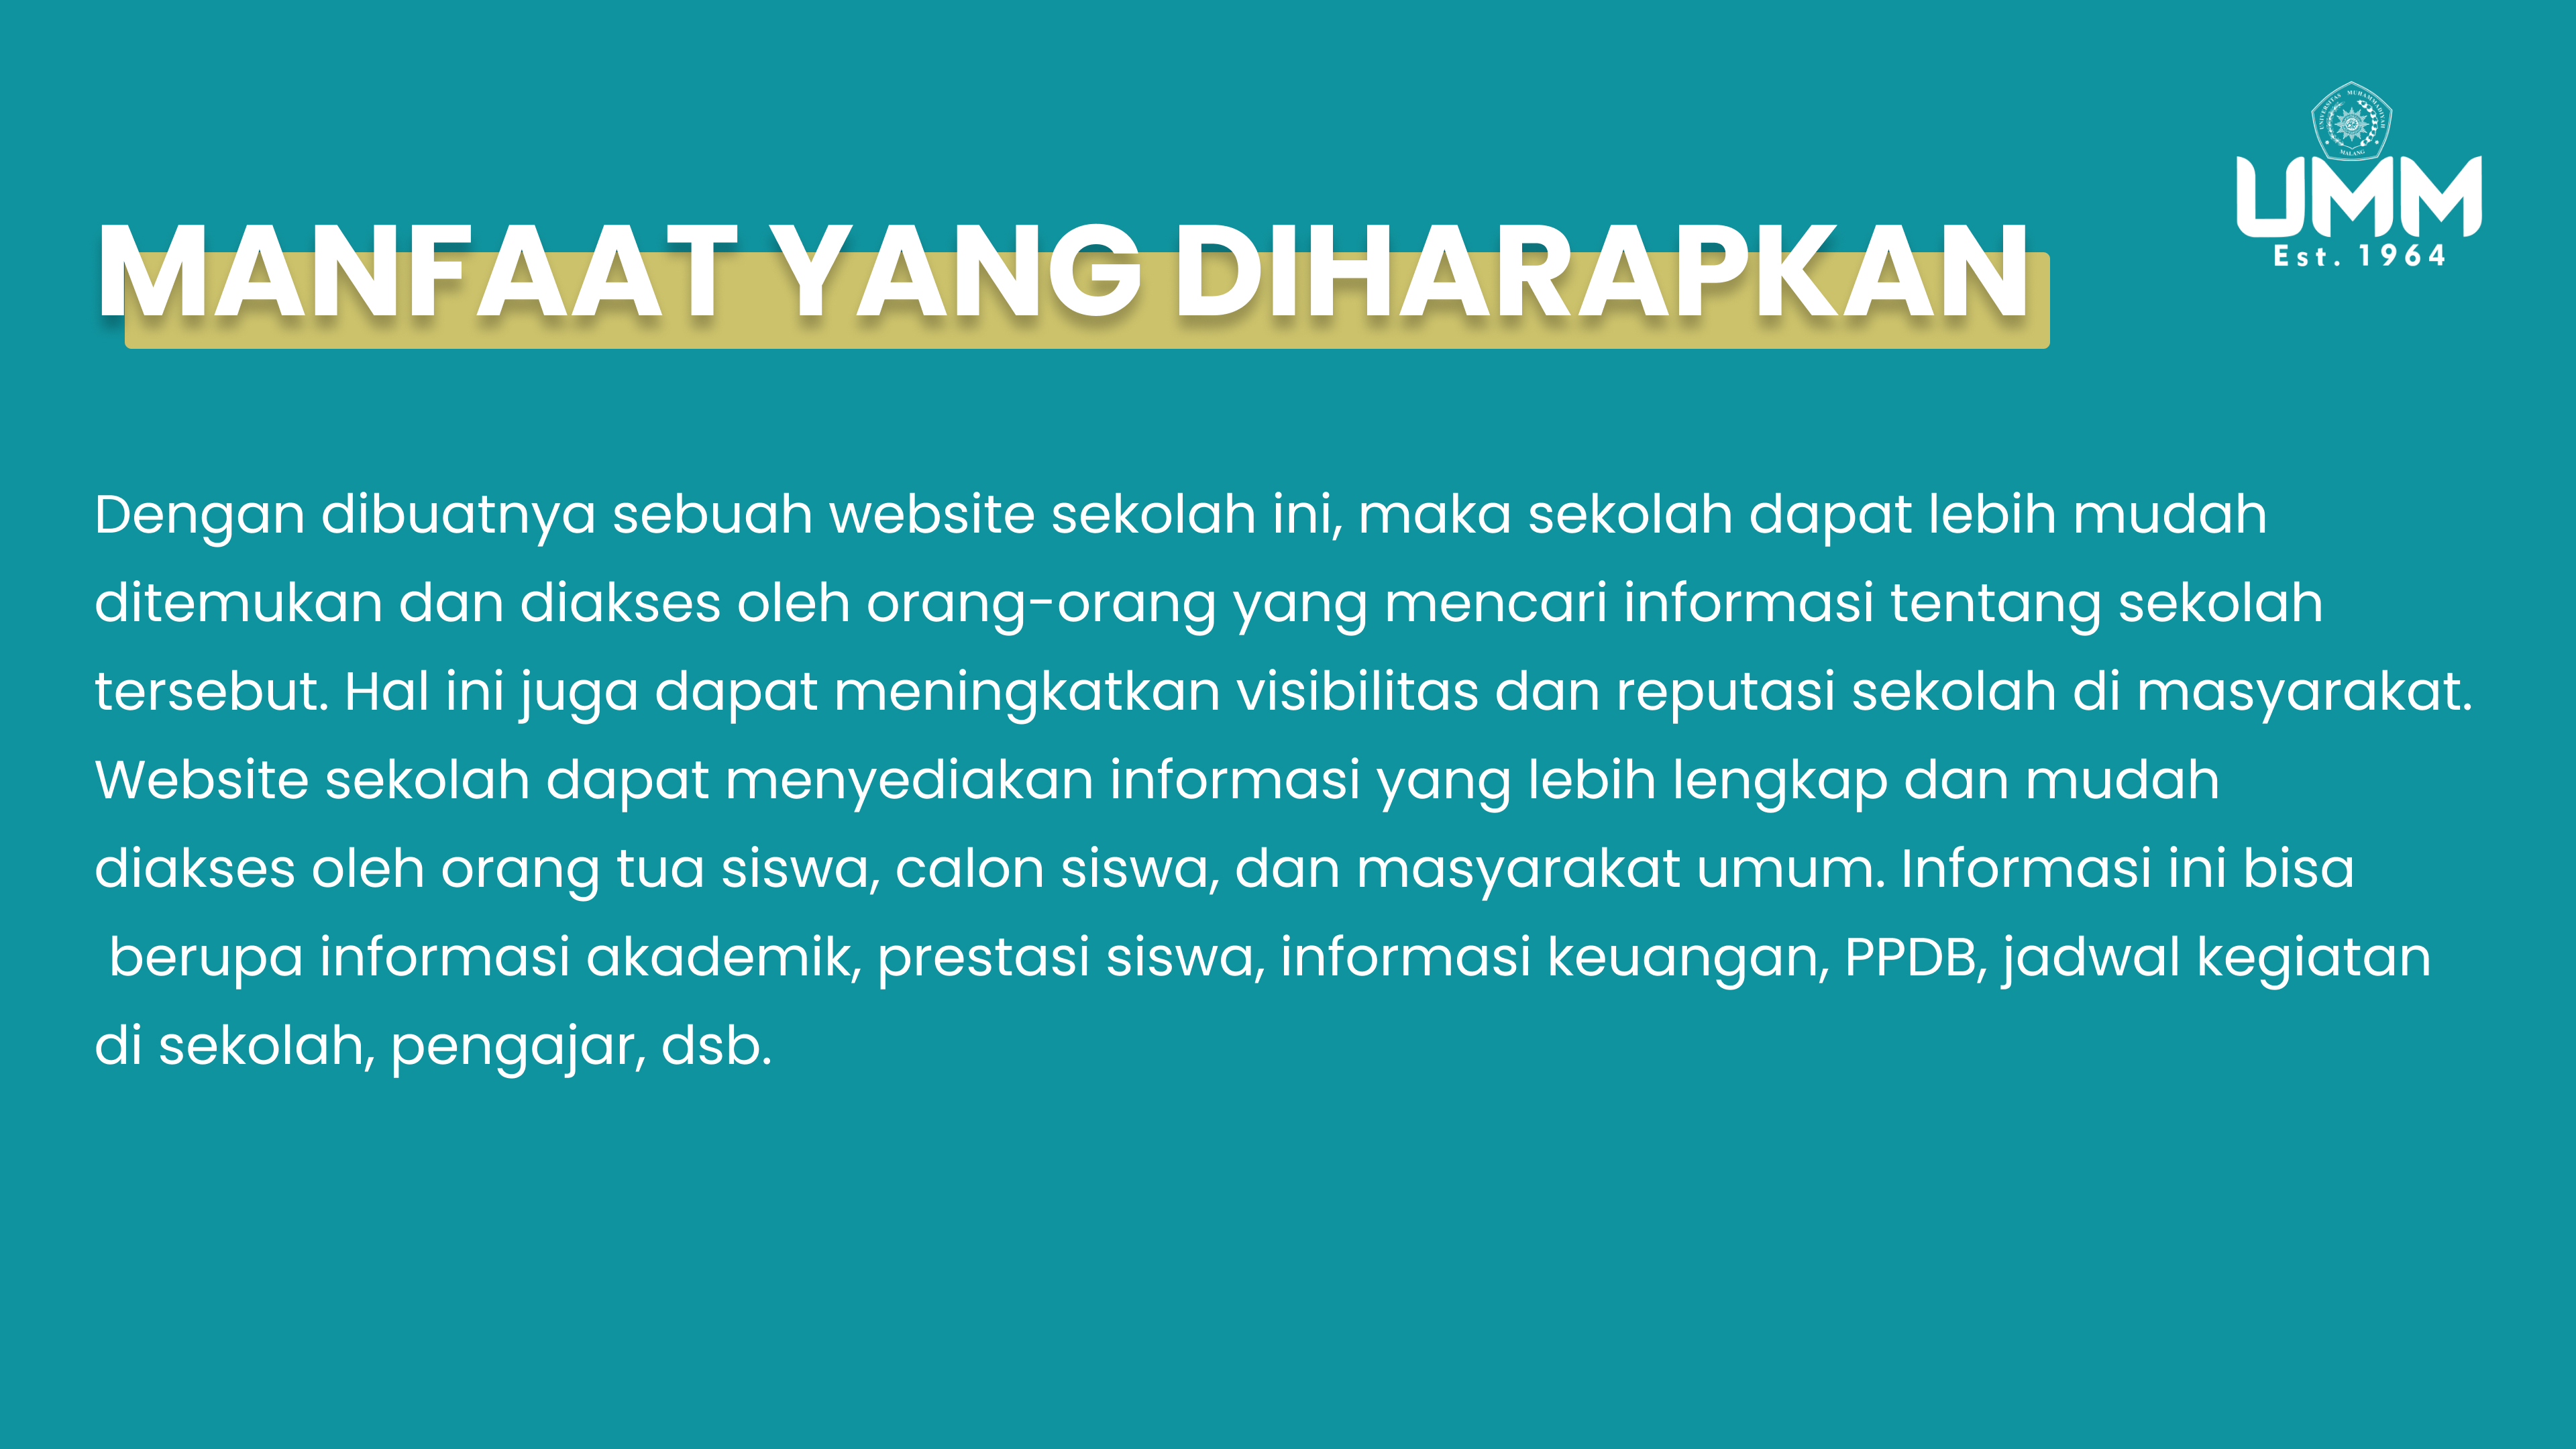 UNIVERSITAS MUHAMMADIYAH
MALANG
UMM
Est. 1964
MANFAAT YANG DIHARAPKAN
Dengan dibuatnya sebuah website sekolah ini, maka sekolah dapat lebih mudah
ditemukan dan diakses oleh orang-orang yang mencari informasi tentang sekolah
tersebut. Hal ini juga dapat meningkatkan visibilitas dan reputasi sekolah di masyarakat.
Website sekolah dapat menyediakan informasi yang lebih lengkap dan mudah
diakses oleh orang tua siswa, calon siswa, dan masyarakat umum. Informasi ini bisa
berupa informasi akademik, prestasi siswa, informasi keuangan, PPDB, jadwal kegiatan
di sekolah, pengajar, dsb.